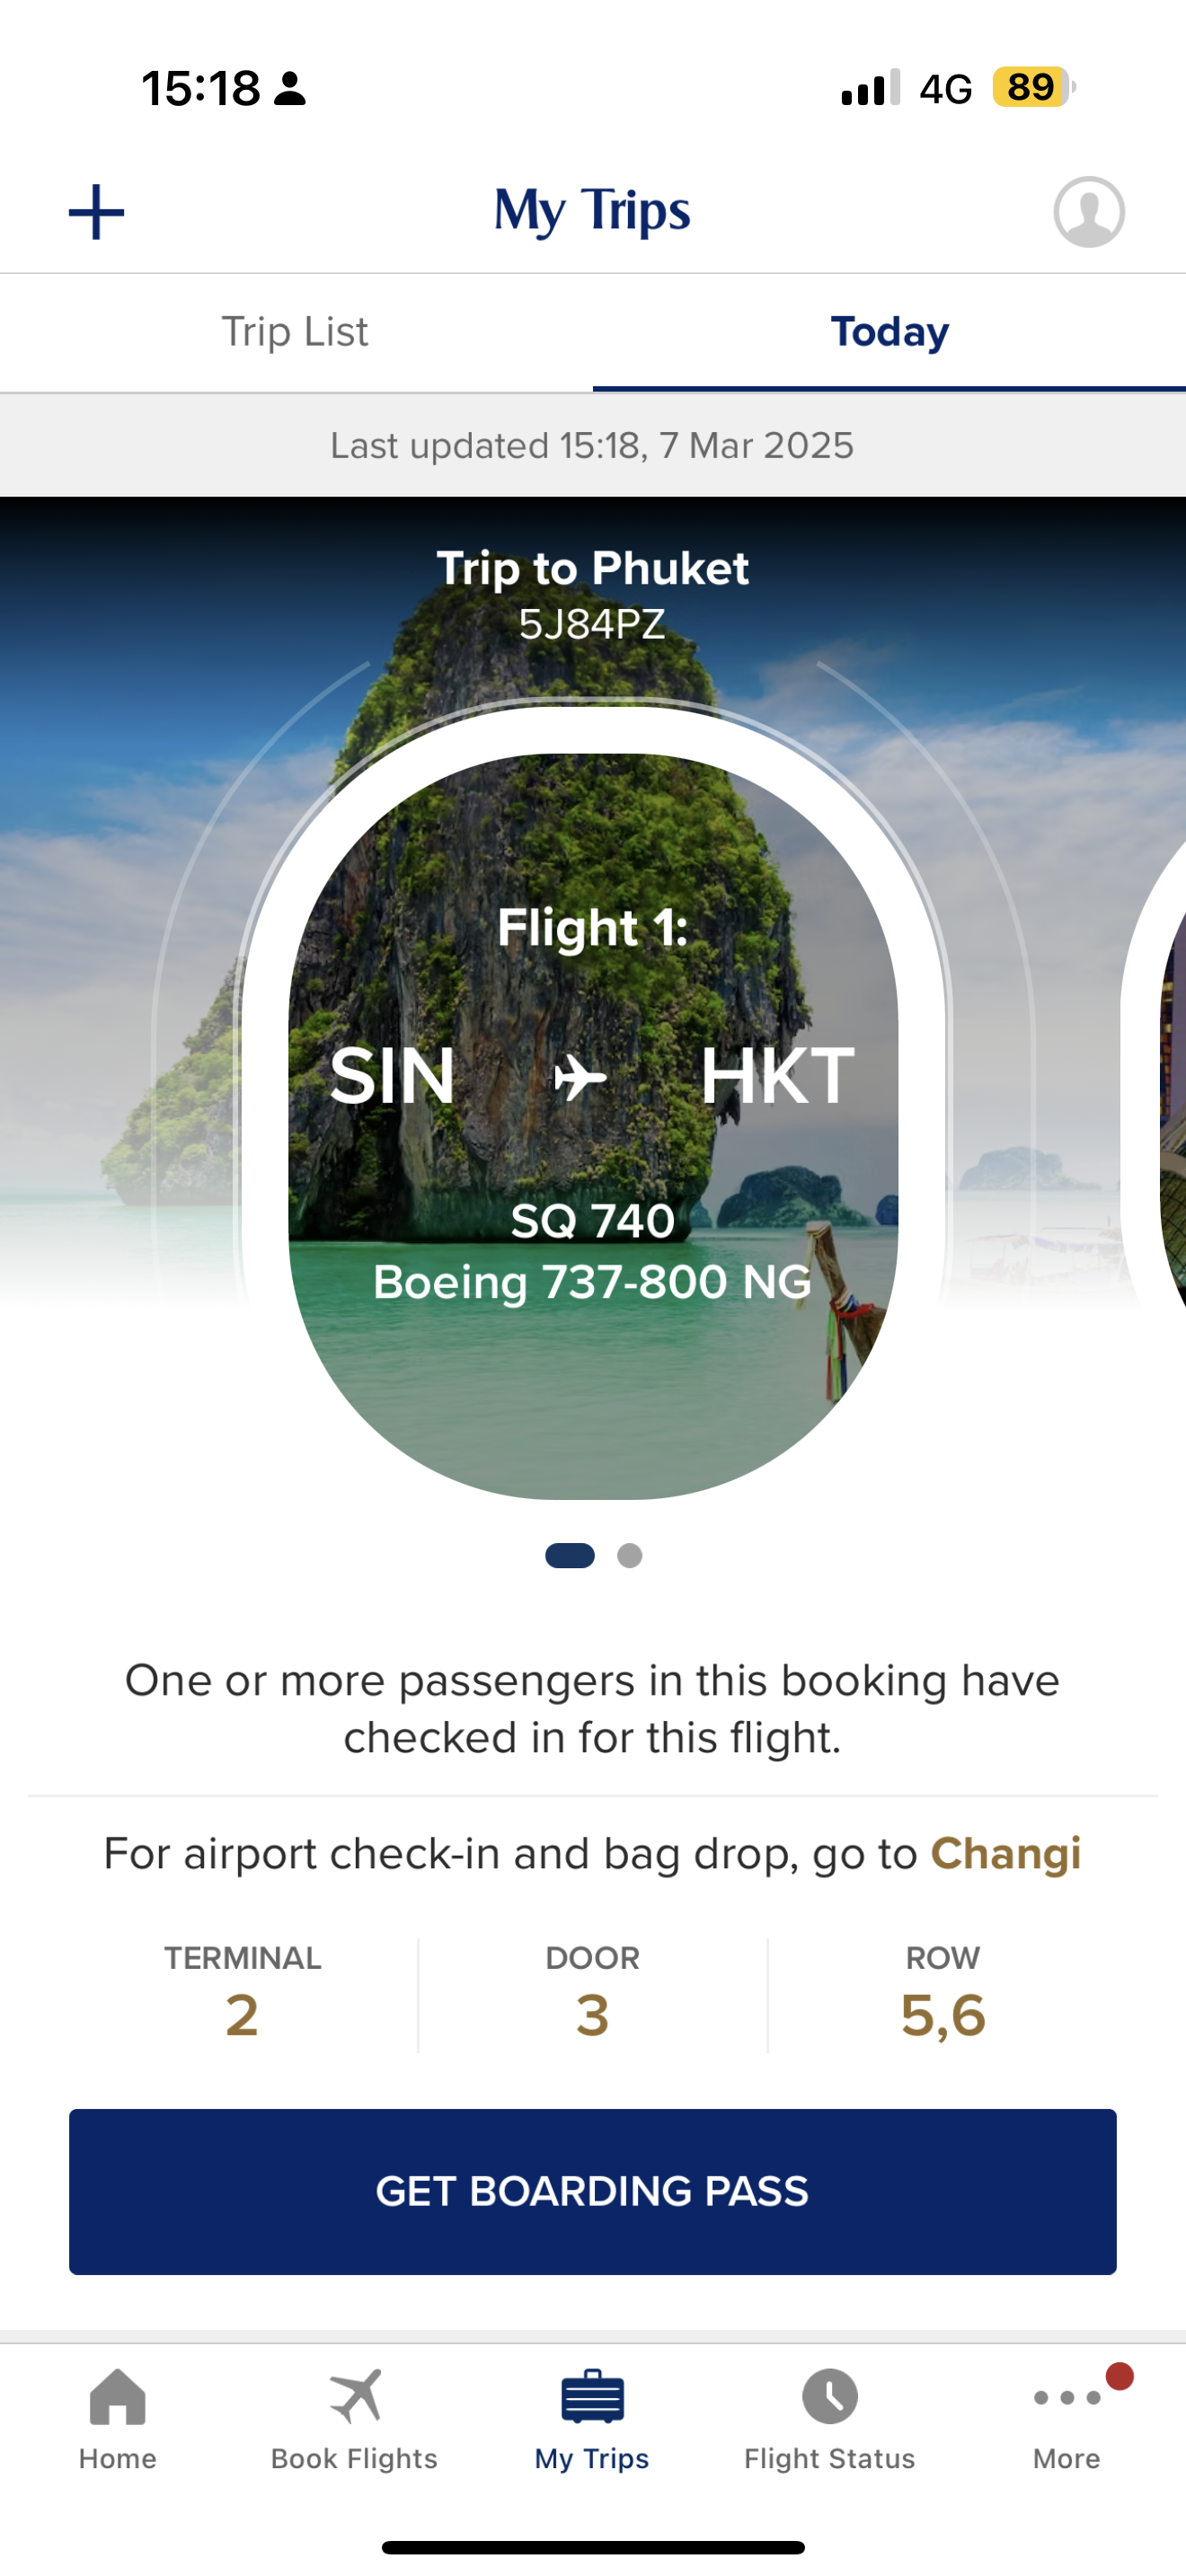 15:18
4G
89
My Trips
Trip List
Today
Last updated 15:18, 7 Mar 2025
Trip to Phuket
5J84PZ
Flight 1:
SIN HKT
SQ 740
Boeing 737-800 NG
One or more passengers in this booking have
checked in for this flight.
For airport check-in and bag drop, go to Changi
TERMINAL
2
DOOR
3
ROW
5,6
GET BOARDING PASS
Home
Book Flights
My Trips
Flight Status
More